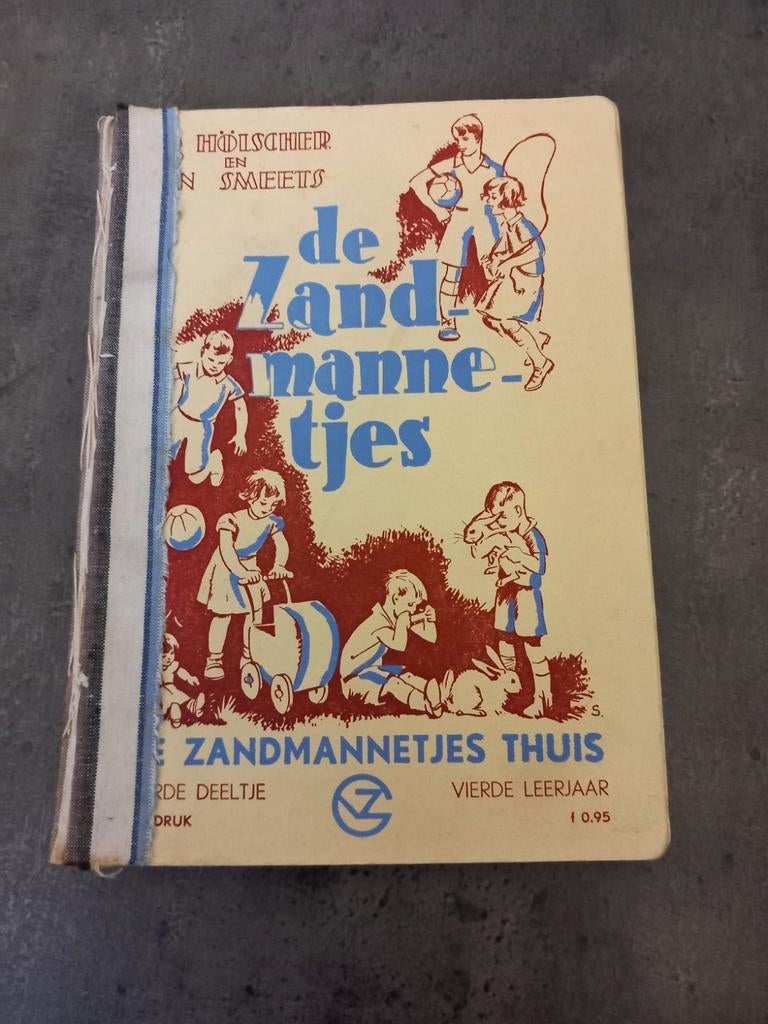 HÖLSCHER
EN
N SMEETS
de
Zand-
manne-
tjes
E ZANDMANNETJES THUIS
RDE DEELTJE
VIERDE LEERJAAR
DRUK
f 0.95
S.